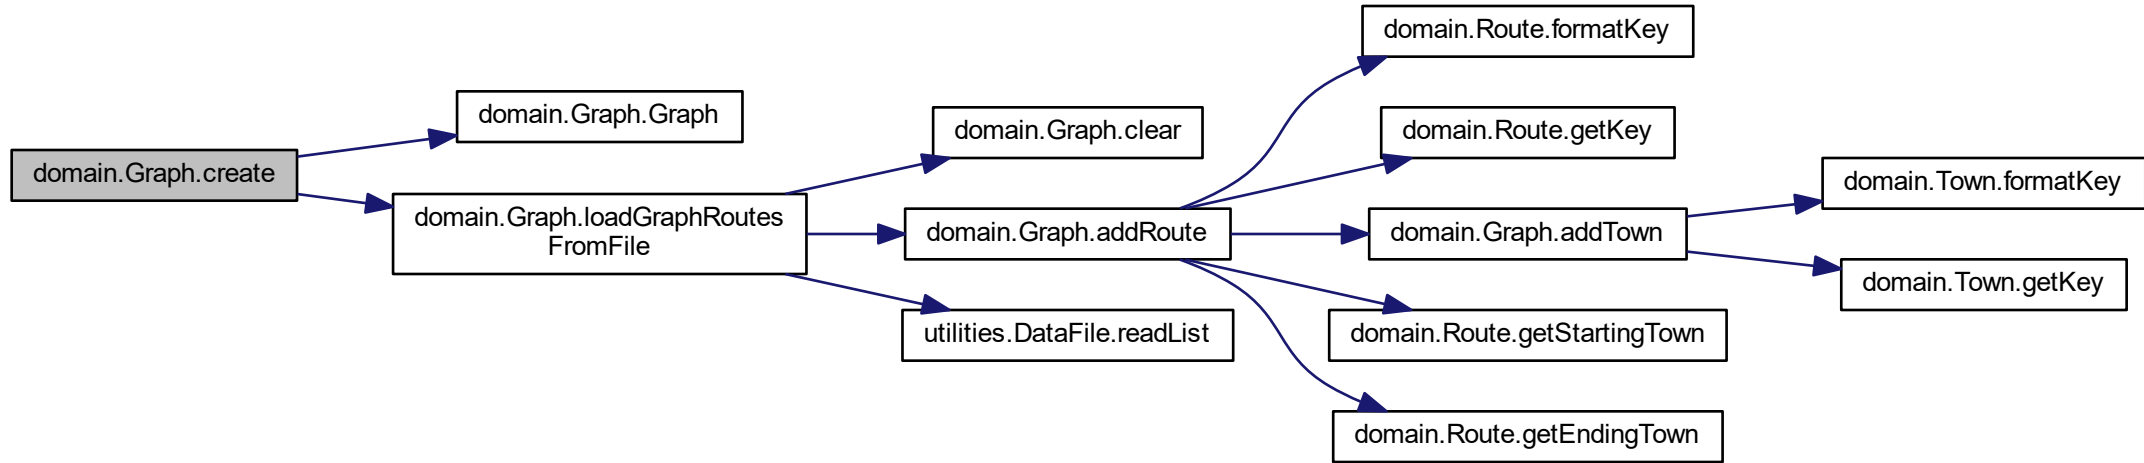 domain.Graph.create
domain.Graph.Graph
domain.Graph.loadGraphRoutes
FromFile
domain.Graph.clear
domain.Graph.addRoute
utilities.DataFile.readList
domain.Route.formatKey
domain.Route.getKey
domain.Graph.addTown
domain.Route.getStartingTown
domain.Route.getEndingTown
domain.Town.formatKey
domain.Town.getKey